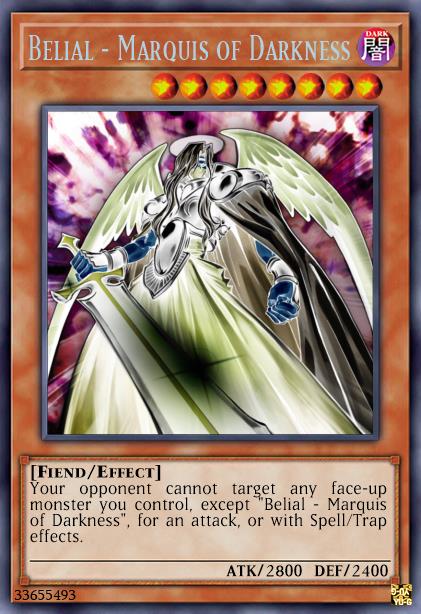 Belial - Marquis of Darkness
DARK
闇
[Fiend/Effect]
Your opponent cannot target any face-up
monster you control, except "Belial - Marquis
of Darkness", for an attack, or with Spell/Trap
effects.
ATK/2800 DEF/2400
33655493